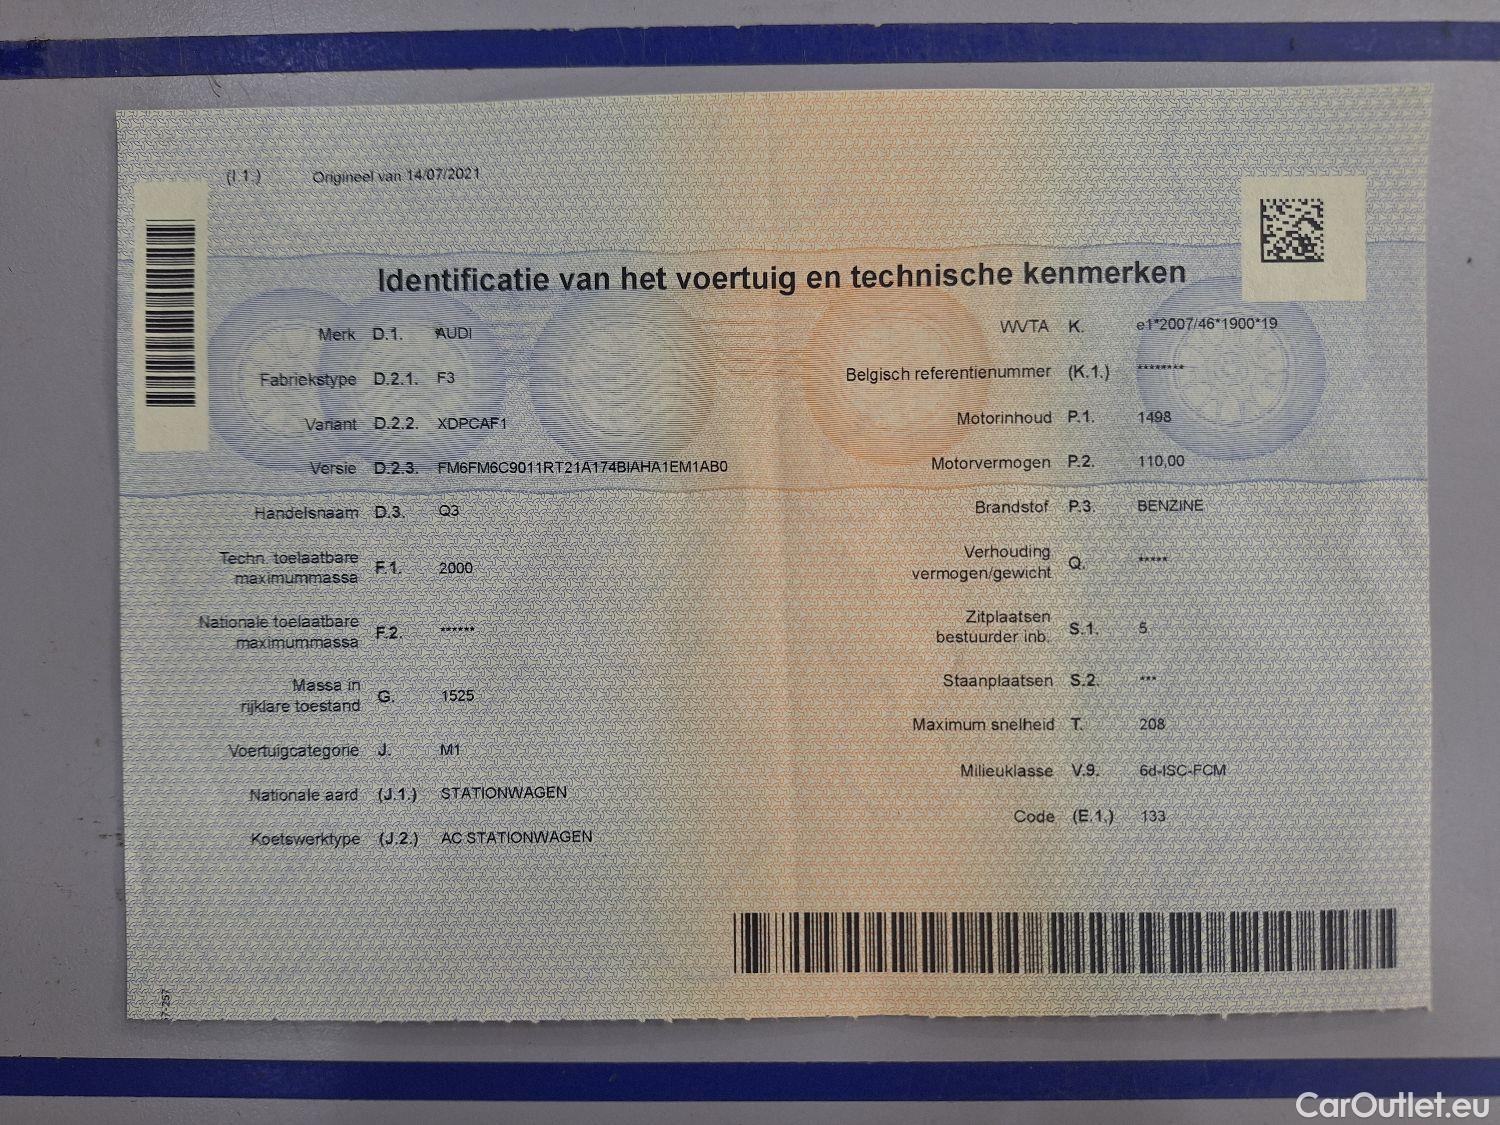 (I.1.) Origineel van 14/07/2021
Identificatie van het voertuig en technische kenmerken
Merk D.1. AUDI
Fabriekstype D.2.1. F3
Variant D.2.2. XDPCAF1
Versie D.2.3. FM6FM6C9011RT21A174BIAHA1EM1AB0
Handelsnaam D.3. Q3
Techn. toelaatbare
maximummassa F.1. 2000
Nationale toelaatbare
maximummassa F.2. ******
Massa in
rijklare toestand G. 1525
Voertuigcategorie J. M1
Nationale aard (J.1.) STATIONWAGEN
Koetswerktype (J.2.) AC STATIONWAGEN
WVTA K. e1*2007/46*1900*19
Belgisch referentienummer (K.1.) ********
Motorinhoud P.1. 1498
Motorvermogen P.2. 110,00
Brandstof P.3. BENZINE
Verhouding
vermogen/gewicht Q. *****
Zitplaatsen
bestuurder inb. S.1. 5
Staanplaatsen S.2. ***
Maximum snelheid T. 208
Milieuklasse V.9. 6d-ISC-FCM
Code (E.1.) 133
CarOutlet.eu